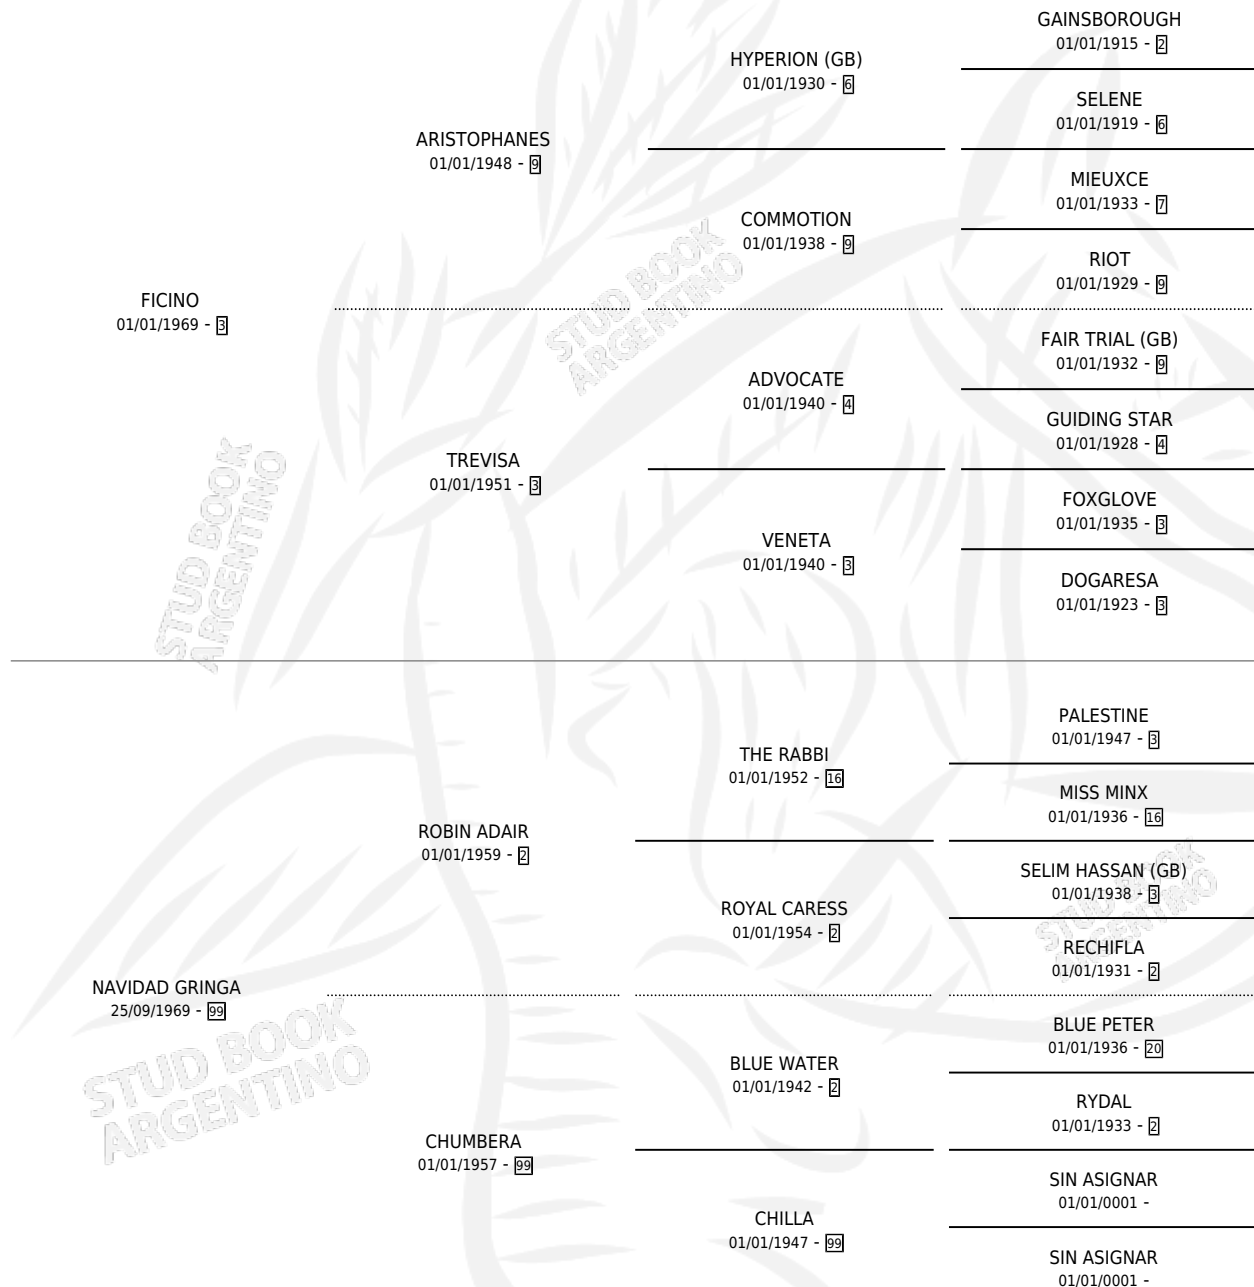 GAINSBOROUGH
01/01/1915 - 2
HYPERION (GB)
01/01/1930 - 6
SELENE
01/01/1919 - 6
ARISTOPHANES
01/01/1948 - 9
MIEUXCE
01/01/1933 - 7
COMMOTION
01/01/1938 - 9
RIOT
01/01/1929 - 9
FICINO
01/01/1969 - 3
FAIR TRIAL (GB)
01/01/1932 - 9
ADVOCATE
01/01/1940 - 4
GUIDING STAR
01/01/1928 - 4
TREVISA
01/01/1951 - 3
FOXGLOVE
01/01/1935 - 3
VENETA
01/01/1940 - 3
DOGARESA
01/01/1923 - 3
PALESTINE
01/01/1947 - 3
THE RABBI
01/01/1952 - 16
MISS MINX
01/01/1936 - 16
ROBIN ADAIR
01/01/1959 - 2
SELIM HASSAN (GB)
01/01/1938 - 3
ROYAL CARESS
01/01/1954 - 2
RECHIFLA
01/01/1931 - 2
NAVIDAD GRINGA
25/09/1969 - 99
BLUE PETER
01/01/1936 - 20
BLUE WATER
01/01/1942 - 2
RYDAL
01/01/1933 - 2
CHUMBERA
01/01/1957 - 99
SIN ASIGNAR
01/01/0001 -
CHILLA
01/01/1947 - 99
SIN ASIGNAR
01/01/0001 -
STUD BOOK
ARGENTINO
STUD BOOK
ARGENTINO
STUD BOOK
ARGENTINO
STUD BOOK
ARGENTINO